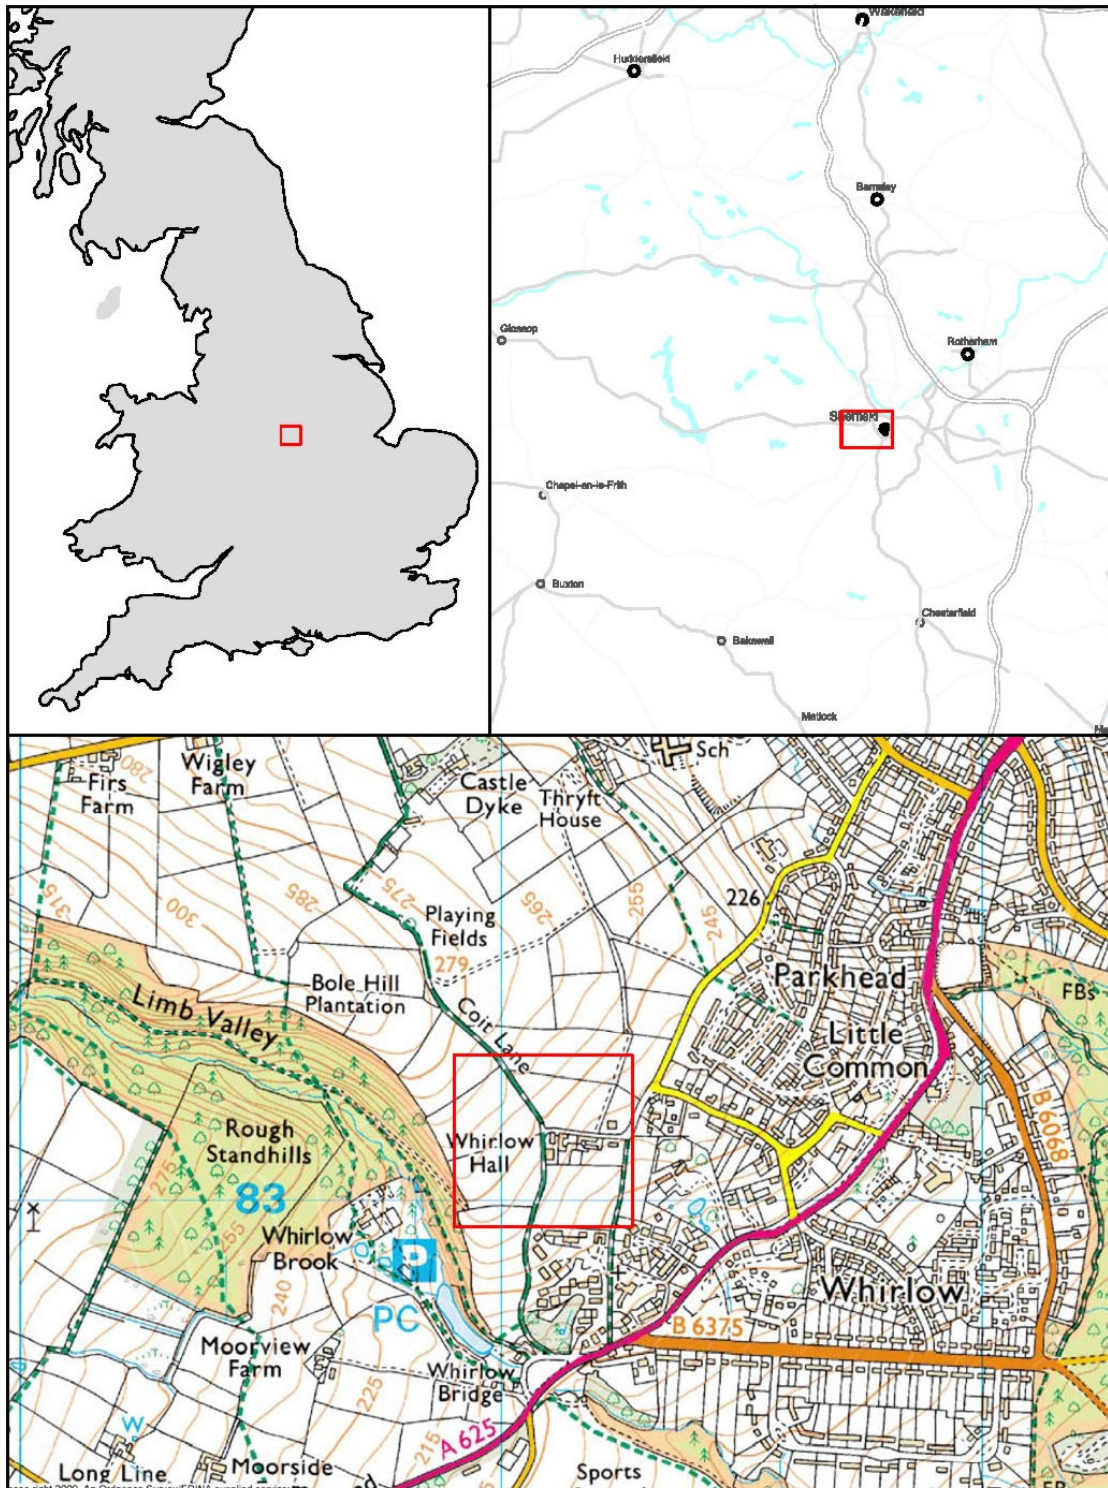 Wakefield
Huddersfield
Barnsley
Glossop
Rotherham
Sheffield
Chapel-en-le-Frith
Buxton
Chesterfield
Bakewell
Matlock
Sch
Wigley
Farm
Firs
Farm
280
Castle
Dyke
Thryft
House
315
300
285
275
265
255
245
226
Playing
Fields
279
Bole Hill
Plantation
Parkhead
FBs
Limb Valley
Coit Lane
Little
Common
B 6068
Rough
Standhills
Whirlow
Hall
275
83
255
Whirlow
Brook
P
240
PC
Whirlow
B 6375
Moorview
Farm
Whirlow
Bridge
225
W
215
A 625
Long Line
Moorside
Sports